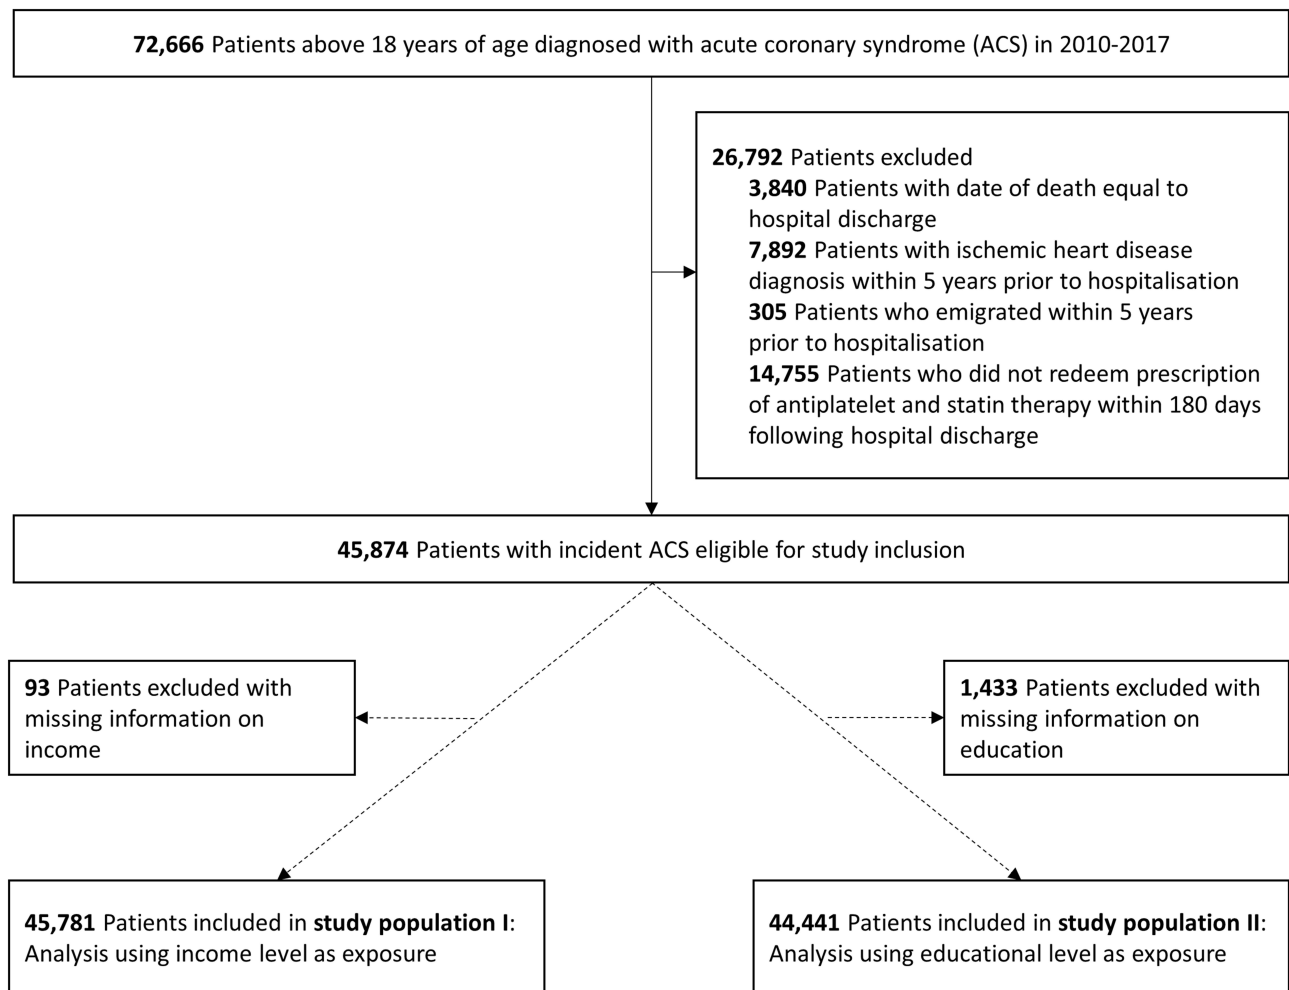 72,666 Patients above 18 years of age diagnosed with acute coronary syndrome (ACS) in 2010-2017
26,792 Patients excluded
3,840 Patients with date of death equal to
hospital discharge
7,892 Patients with ischemic heart disease
diagnosis within 5 years prior to hospitalisation
305 Patients who emigrated within 5 years
prior to hospitalisation
14,755 Patients who did not redeem prescription
of antiplatelet and statin therapy within 180 days
following hospital discharge
45,874 Patients with incident ACS eligible for study inclusion
93 Patients excluded with
missing information on
income
1,433 Patients excluded with
missing information on
education
45,781 Patients included in study population I:
Analysis using income level as exposure
44,441 Patients included in study population II:
Analysis using educational level as exposure